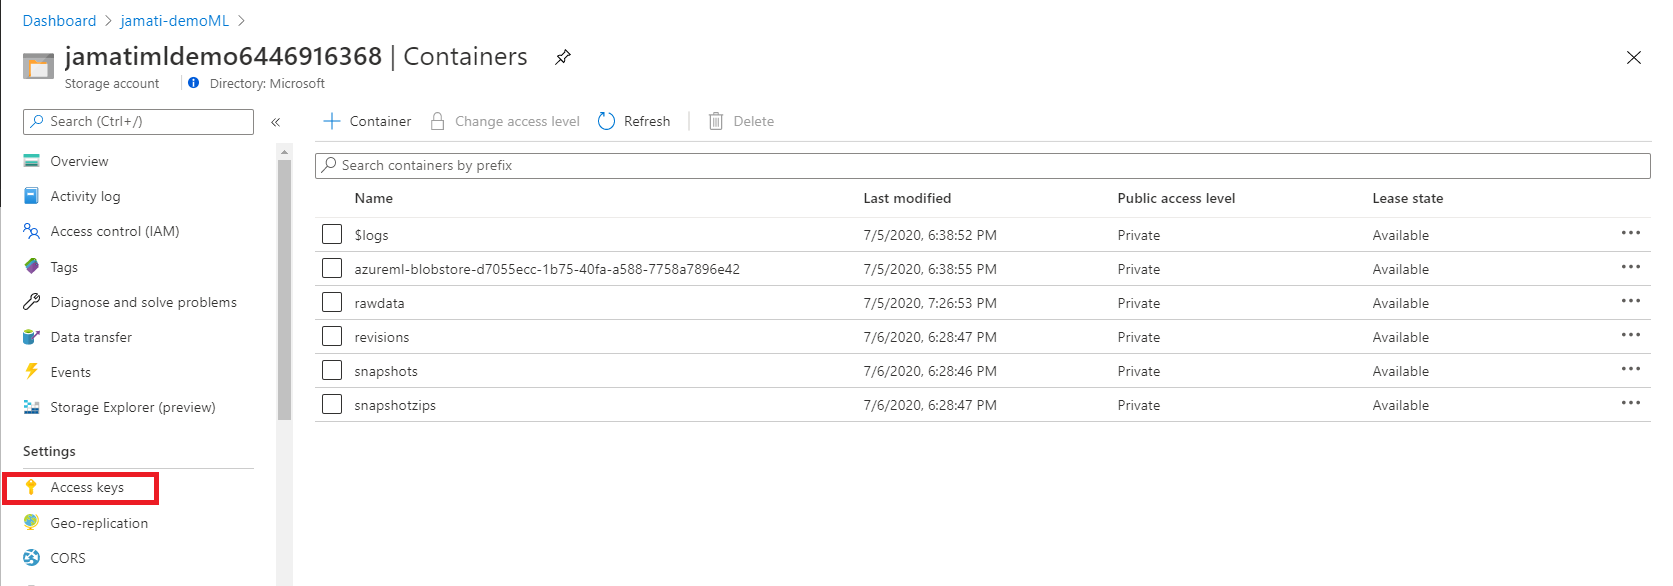 Dashboard > jamati-demoML >
jamatimldemo6446916368 | Containers
Storage account
Directory: Microsoft
Search (Ctrl+/)
«
Overview
Activity log
Access control (IAM)
Tags
Diagnose and solve problems
Data transfer
Events
Storage Explorer (preview)
Settings
Access keys
Geo-replication
CORS
Container
Change access level
Refresh
Delete
Search containers by prefix
Name Last modified Public access level Lease state
$logs 7/5/2020, 6:38:52 PM Private Available
azureml-blobstore-d7055ecc-1b75-40fa-a588-7758a7896e42 7/5/2020, 6:38:55 PM Private Available
rawdata 7/5/2020, 7:26:53 PM Private Available
revisions 7/6/2020, 6:28:47 PM Private Available
snapshots 7/6/2020, 6:28:46 PM Private Available
snapshotzips 7/6/2020, 6:28:47 PM Private Available